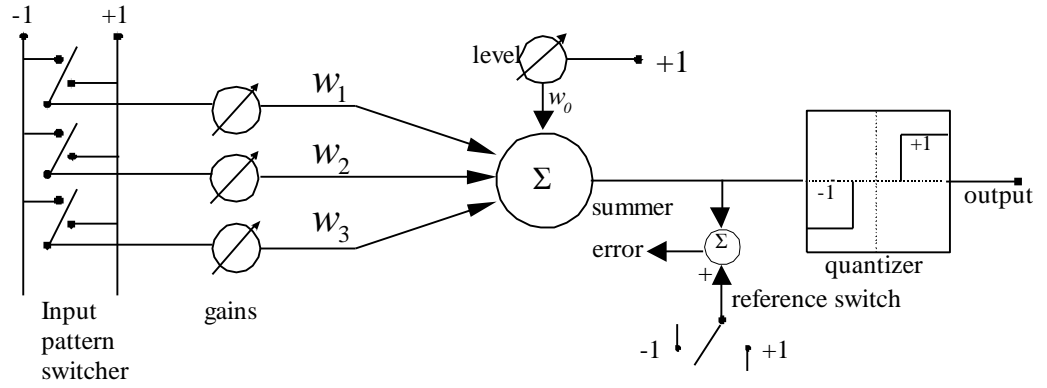 -1 +1
level
+1
w₁
w₀
+1
w₂
Σ
-1
w₃
summer
output
error
Σ
+
quantizer
reference switch
Input
pattern
switcher
gains
-1
+1